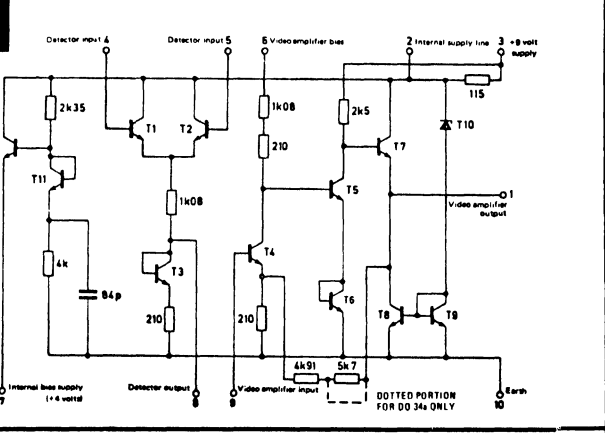 Detector input 4
Detector input 5
6 Video amplifier bias
2 Internal supply line
3 +9 volt
supply
115
2k35
T1
T2
1k08
210
2k5
T7
T10
T11
1k08
T5
1
Video amplifier
output
4k
84p
T3
210
T4
210
T6
T8
T9
4k91
5k7
7 Internal bias supply
(+4 volts)
Detector output
8
Video amplifier input
9
DOTTED PORTION
FOR DO 34a ONLY
Earth
10